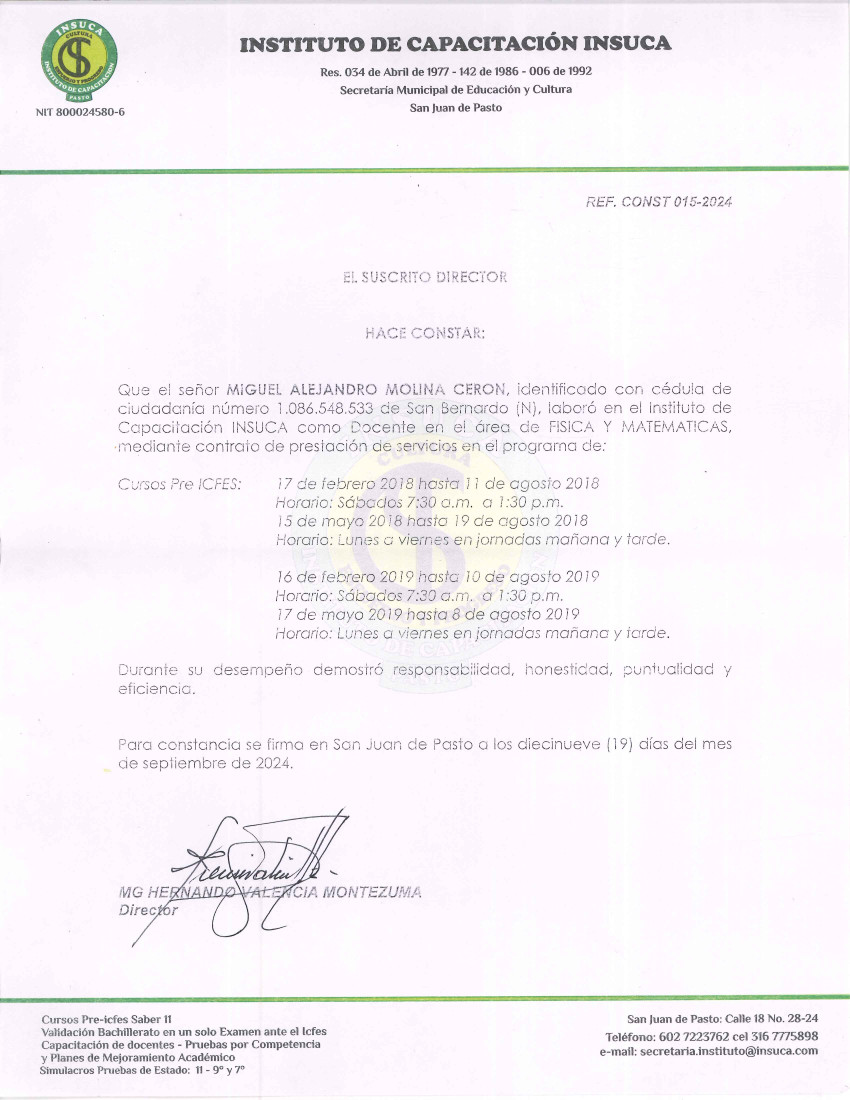 INSUCA
CULTURA
INSTITUTO DE CAPACITACIÓN
PASTO
NIT 800024580-6
INSTITUTO DE CAPACITACIÓN INSUCA
Res. 034 de Abril de 1977 - 142 de 1986 - 006 de 1992
Secretaría Municipal de Educación y Cultura
San Juan de Pasto
REF. CONST 015-2024
EL SUSCRITO DIRECTOR
HACE CONSTAR:
Que el señor MIGUEL ALEJANDRO MOLINA CERON, identificado con cédula de
ciudadanía número 1.086.548.533 de San Bernardo (N), laboró en el Instituto de
Capacitación INSUCA como Docente en el área de FISICA Y MATEMATICAS,
mediante contrato de prestación de servicios en el programa de:
Cursos Pre ICFES: 17 de febrero 2018 hasta 11 de agosto 2018
Horario: Sábados 7:30 a.m. a 1:30 p.m.
15 de mayo 2018 hasta 19 de agosto 2018
Horario: Lunes a viernes en jornadas mañana y tarde.
16 de febrero 2019 hasta 10 de agosto 2019
Horario: Sábados 7:30 a.m. a 1:30 p.m.
17 de mayo 2019 hasta 8 de agosto 2019
Horario: Lunes a viernes en jornadas mañana y tarde.
Durante su desempeño demostró responsabilidad, honestidad, puntualidad y
eficiencia.
Para constancia se firma en San Juan de Pasto a los diecinueve (19) días del mes
de septiembre de 2024.
MG HERNANDO VALENCIA MONTEZUMA
Director
Cursos Pre-icfes Saber 11
Validación Bachillerato en un solo Examen ante el Icfes
Capacitación de docentes - Pruebas por Competencia
y Planes de Mejoramiento Académico
Simulacros Pruebas de Estado: 11 - 9° y 7°
San Juan de Pasto: Calle 18 No. 28-24
Teléfono: 602 7223762 cel 316 7775898
e-mail: secretaria.instituto@insuca.com